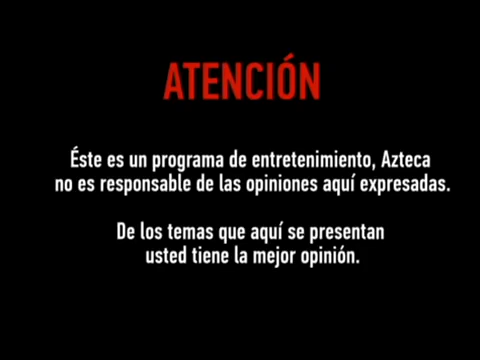 ATENCIÓN
Éste es un programa de entretenimiento, Azteca
no es responsable de las opiniones aquí expresadas.
De los temas que aquí se presentan
usted tiene la mejor opinión.